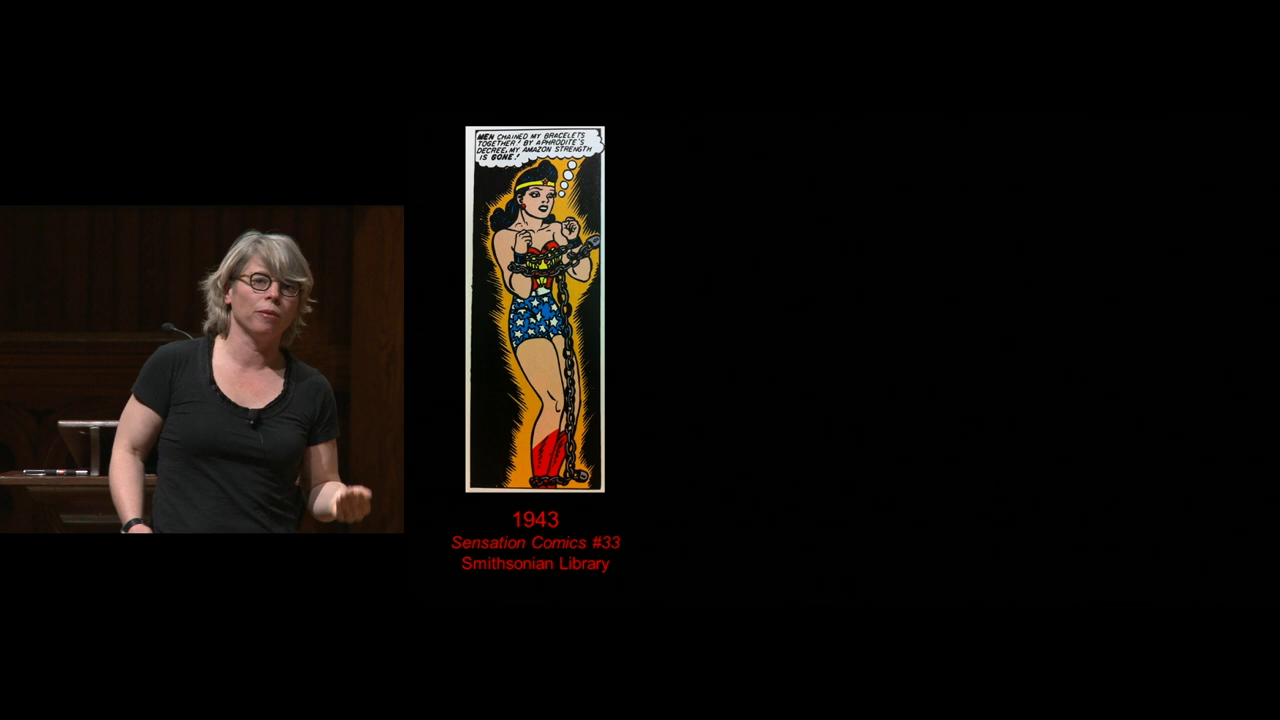 MEN CHAINED MY BRACELETS
TOGETHER! BY APHRODITE'S
DECREE, MY AMAZON STRENGTH
IS GONE!
1943
Sensation Comics #33
Smithsonian Library